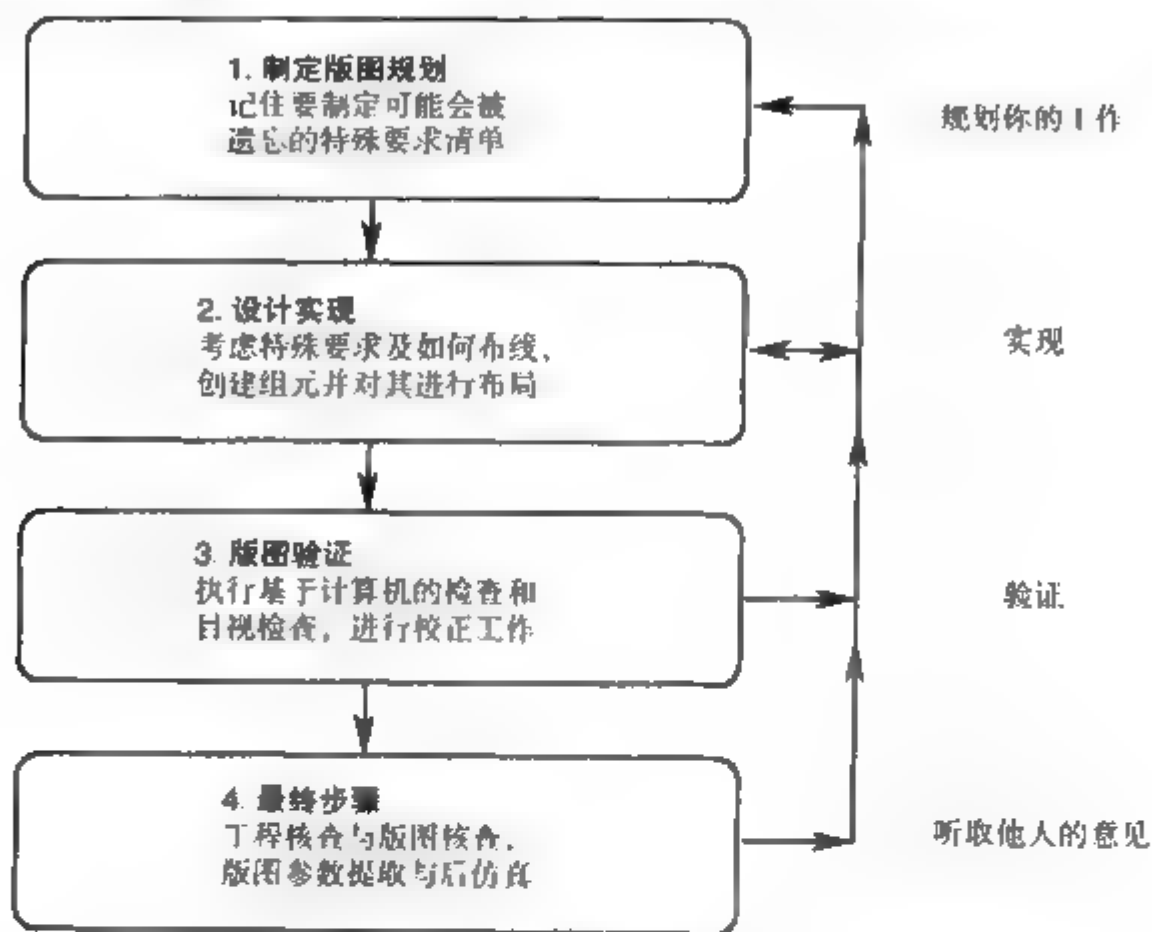 1. 制定版图规划
记住要制定可能会被
遗忘的特殊要求清单
规划你的工作
2. 设计实现
考虑特殊要求及如何布线，
创建组元并对其进行布局
实现
3. 版图验证
执行基于计算机的检查和
目视检查，进行校正工作
验证
4. 最终步骤
工程核查与版图核查，
版图参数提取与后仿真
听取他人的意见